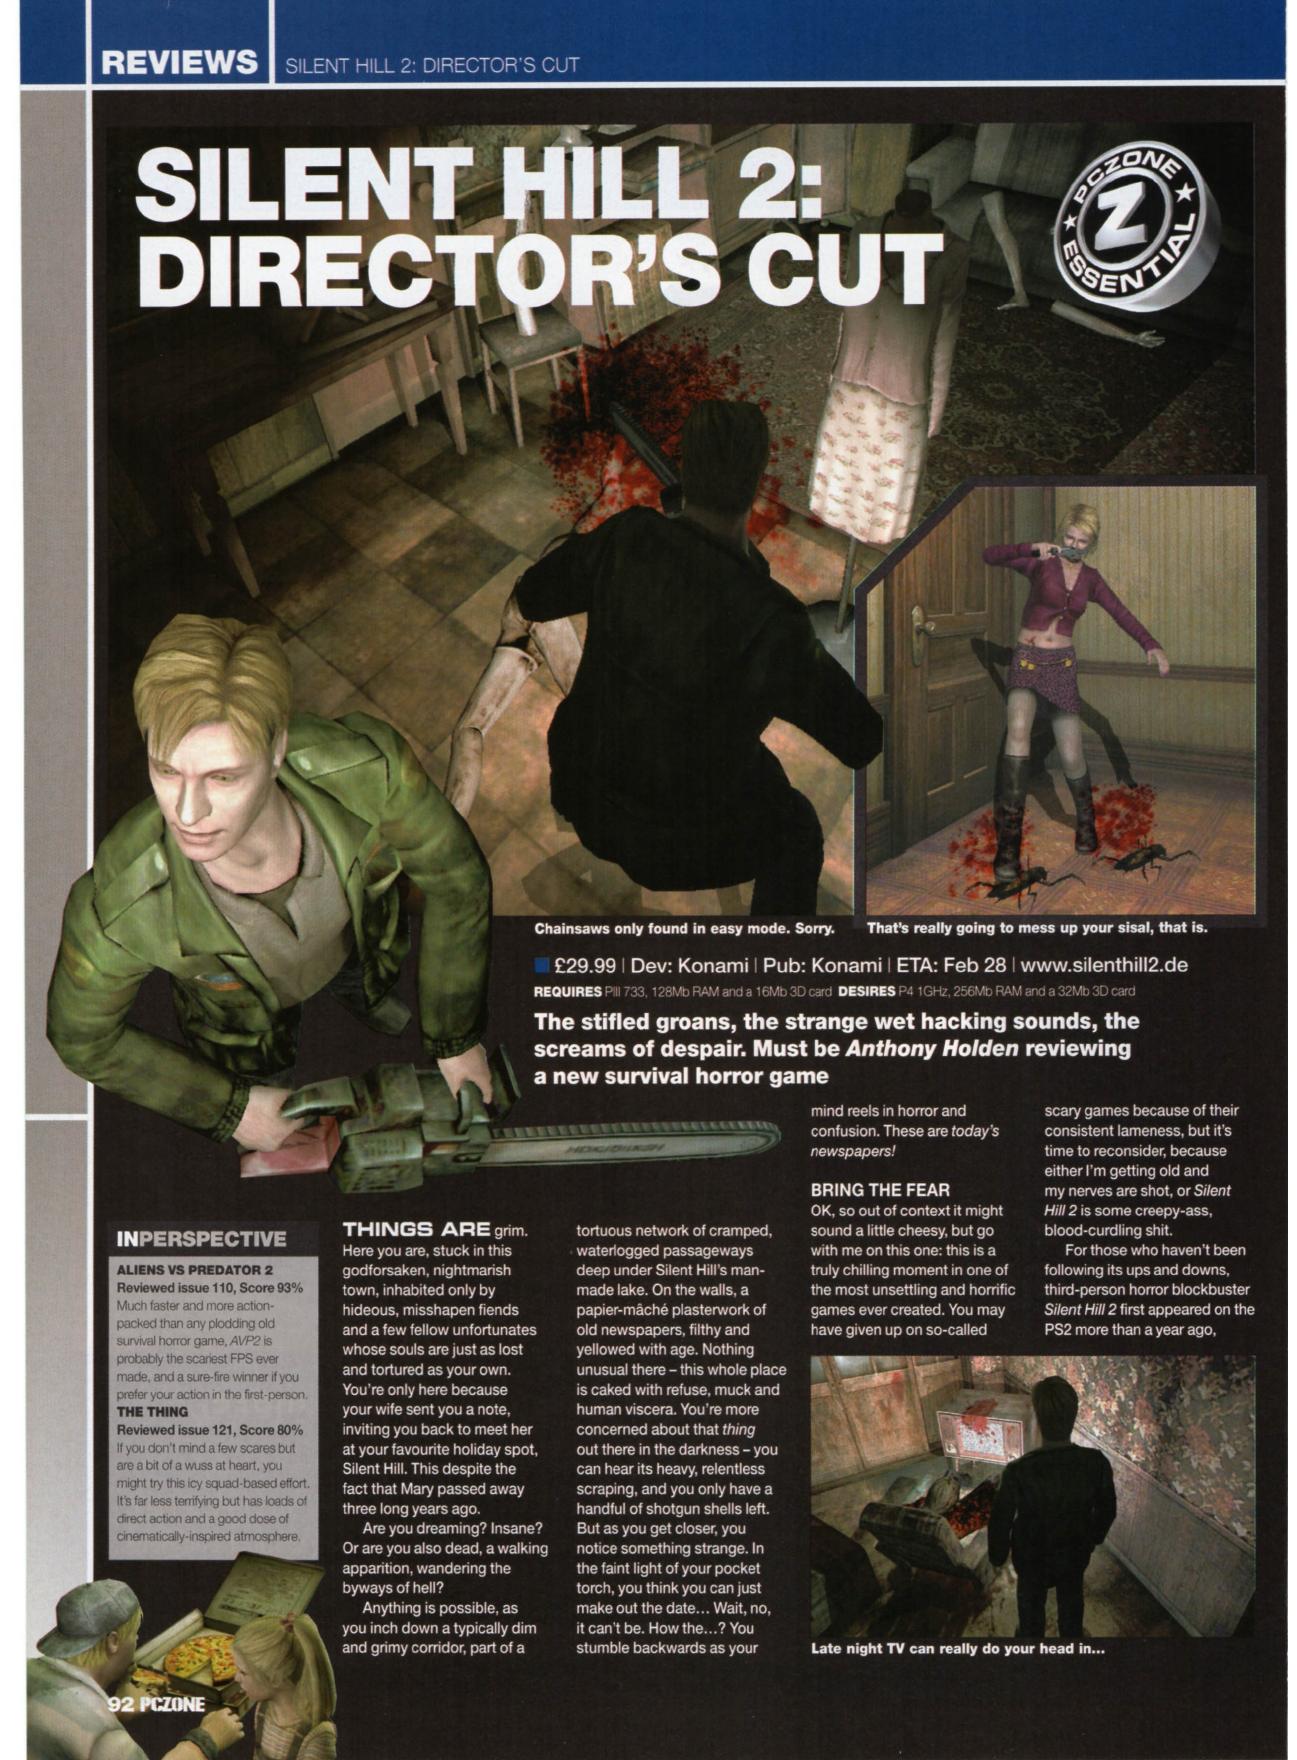 REVIEWS
SILENT HILL 2: DIRECTOR'S CUT
SILENT HILL 2:
DIRECTOR'S CUT
PCZONE
Z
ESSENTIAL
Chainsaws only found in easy mode. Sorry.
That's really going to mess up your sisal, that is.
£29.99 | Dev: Konami | Pub: Konami | ETA: Feb 28 | www.silenthill2.de
REQUIRES PIII 733, 128Mb RAM and a 16Mb 3D card DESIRES P4 1GHz, 256Mb RAM and a 32Mb 3D card
The stifled groans, the strange wet hacking sounds, the
screams of despair. Must be Anthony Holden reviewing
a new survival horror game
INPERSPECTIVE
ALIENS VS PREDATOR 2
Reviewed issue 110, Score 93%
Much faster and more action-
packed than any plodding old
survival horror game, AVP2 is
probably the scariest FPS ever
made, and a sure-fire winner if you
prefer your action in the first-person.
THE THING
Reviewed issue 121, Score 80%
If you don't mind a few scares but
are a bit of a wuss at heart, you
might try this icy squad-based effort.
It's far less terrifying but has loads of
direct action and a good dose of
cinematically-inspired atmosphere.
THINGS ARE grim.
Here you are, stuck in this
godforsaken, nightmarish
town, inhabited only by
hideous, misshapen fiends
and a few fellow unfortunates
whose souls are just as lost
and tortured as your own.
You're only here because
your wife sent you a note,
inviting you back to meet her
at your favourite holiday spot,
Silent Hill. This despite the
fact that Mary passed away
three long years ago.
Are you dreaming? Insane?
Or are you also dead, a walking
apparition, wandering the
byways of hell?
Anything is possible, as
you inch down a typically dim
and grimy corridor, part of a
tortuous network of cramped,
waterlogged passageways
deep under Silent Hill's man-
made lake. On the walls, a
papier-mâché plasterwork of
old newspapers, filthy and
yellowed with age. Nothing
unusual there – this whole place
is caked with refuse, muck and
human viscera. You're more
concerned about that thing
out there in the darkness – you
can hear its heavy, relentless
scraping, and you only have a
handful of shotgun shells left.
But as you get closer, you
notice something strange. In
the faint light of your pocket
torch, you think you can just
make out the date... Wait, no,
it can't be. How the...? You
stumble backwards as your
mind reels in horror and
confusion. These are today's
newspapers!
BRING THE FEAR
OK, so out of context it might
sound a little cheesy, but go
with me on this one: this is a
truly chilling moment in one of
the most unsettling and horrific
games ever created. You may
have given up on so-called
scary games because of their
consistent lameness, but it's
time to reconsider, because
either I'm getting old and
my nerves are shot, or Silent
Hill 2 is some creepy-ass,
blood-curdling shit.
For those who haven't been
following its ups and downs,
third-person horror blockbuster
Silent Hill 2 first appeared on the
PS2 more than a year ago,
Late night TV can really do your head in...
92 PCZONE